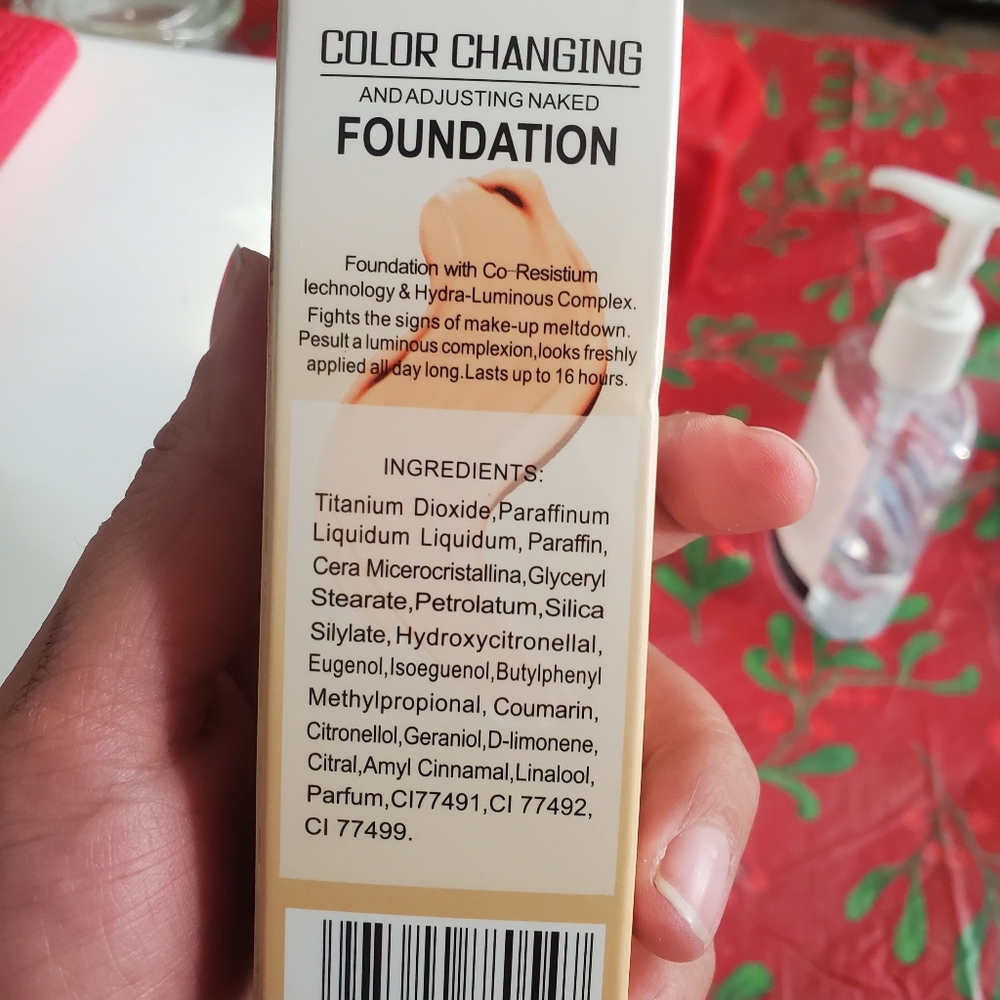 COLOR CHANGING
AND ADJUSTING NAKED
FOUNDATION
Foundation with Co-Resistium
lechnology & Hydra-Luminous Complex.
Fights the signs of make-up meltdown.
Pesult a luminous complexion,looks freshly
applied all day long.Lasts up to 16 hours.
INGREDIENTS:
Titanium Dioxide,Paraffinum
Liquidum Liquidum, Paraffin,
Cera Micerocristallina,Glyceryl
Stearate,Petrolatum,Silica
Silylate,Hydroxycitronellal,
Eugenol,Isoeguenol,Butylphenyl
Methylpropional, Coumarin,
Citronellol,Geraniol,D-limonene,
Citral,Amyl Cinnamal,Linalool,
Parfum,CI77491,CI 77492,
CI 77499.